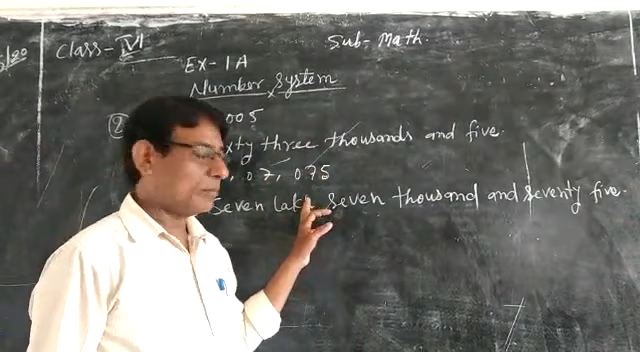 Class - VI
Sub - Math.
Ex - 1A
Number system
2
005
xty three thousands and five.
, 07, 075
Seven lakh seven thousand and seventy five.